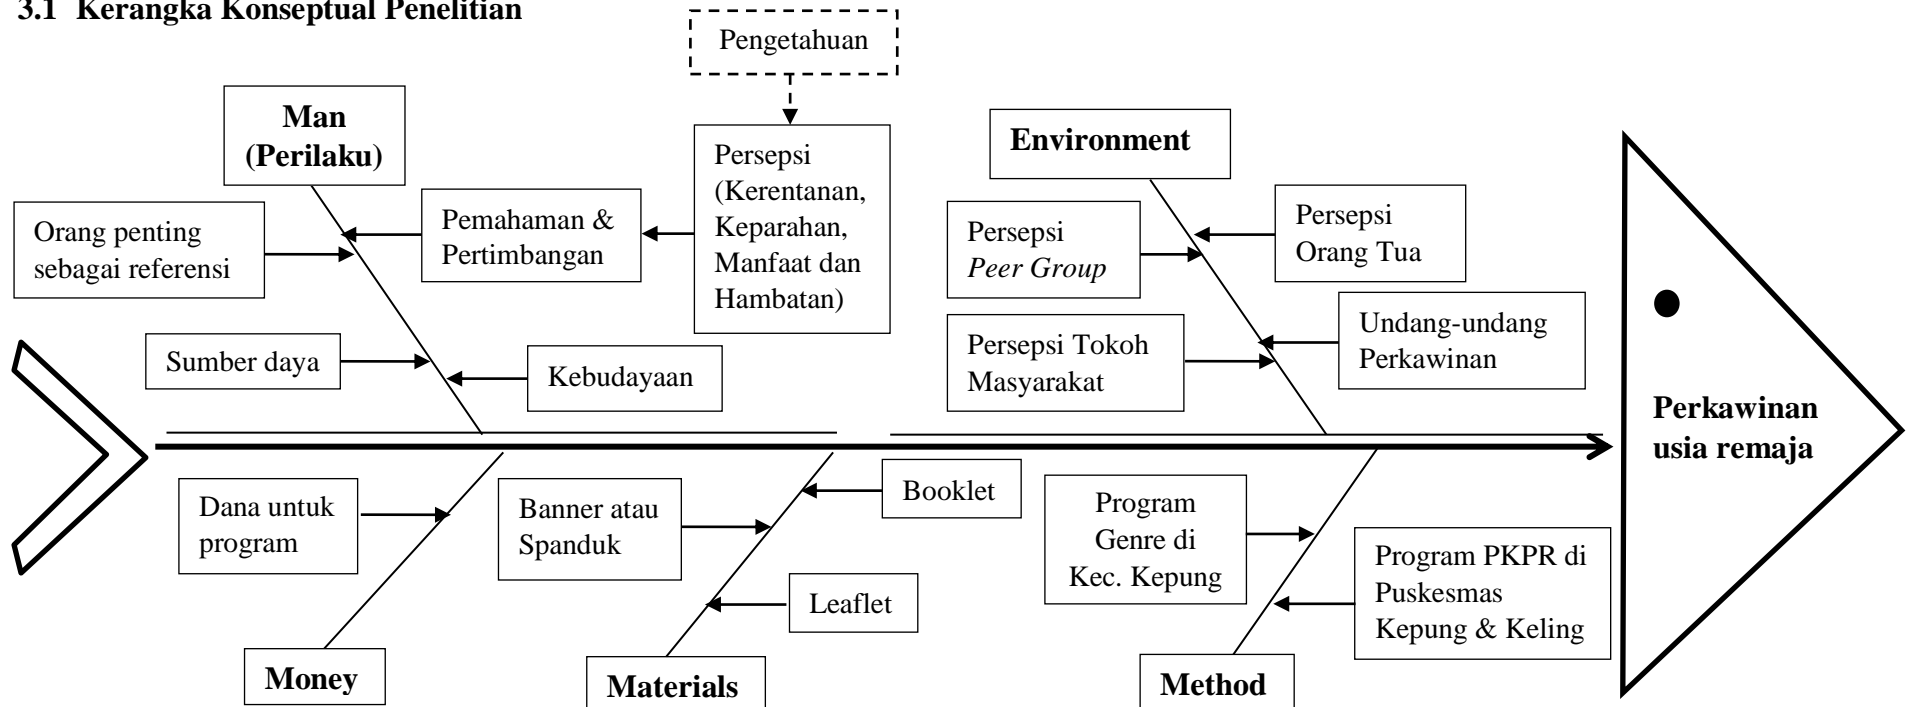 3.1 Kerangka Konseptual Penelitian
Pengetahuan
Man
(Perilaku)
Persepsi
(Kerentanan,
Keparahan,
Manfaat dan
Hambatan)
Environment
Orang penting
sebagai referensi
Pemahaman &
Pertimbangan
Persepsi
Peer Group
Persepsi
Orang Tua
Sumber daya
Kebudayaan
Persepsi Tokoh
Masyarakat
Undang-undang
Perkawinan
Perkawinan
usia remaja
Dana untuk
program
Banner atau
Spanduk
Booklet
Leaflet
Program
Genre di
Kec. Kepung
Program PKPR di
Puskesmas
Kepung & Keling
Money
Materials
Method